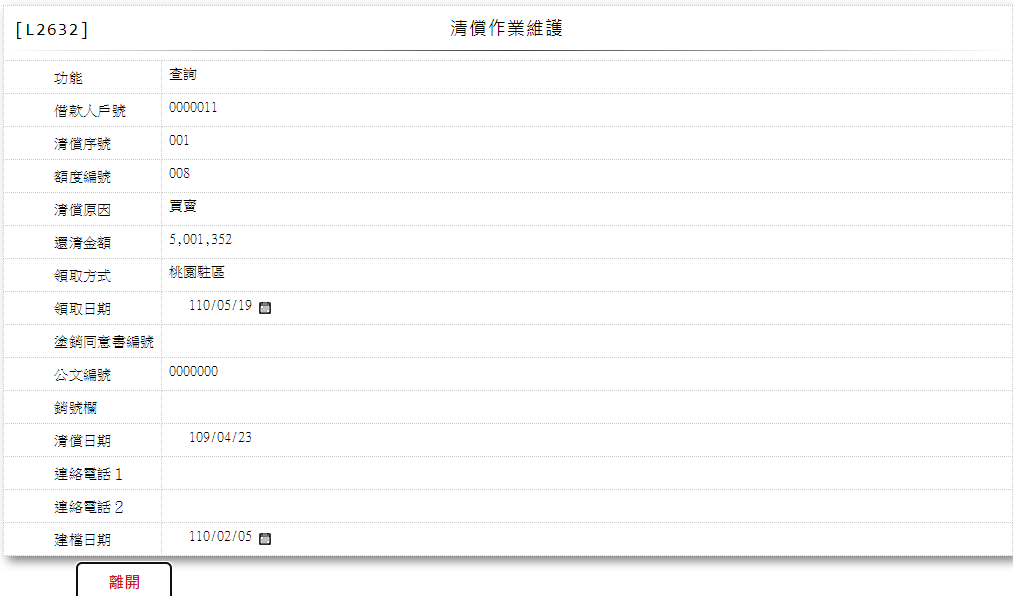 [L2632] 清償作業維護
功能 查詢
借款人戶號 0000011
清償序號 001
額度編號 008
清償原因 買賣
還清金額 5,001,352
領取方式 桃園駐區
領取日期 110/05/19
塗銷同意書編號
公文編號 0000000
銷號欄
清償日期 109/04/23
連絡電話 1
連絡電話 2
建檔日期 110/02/05
離開